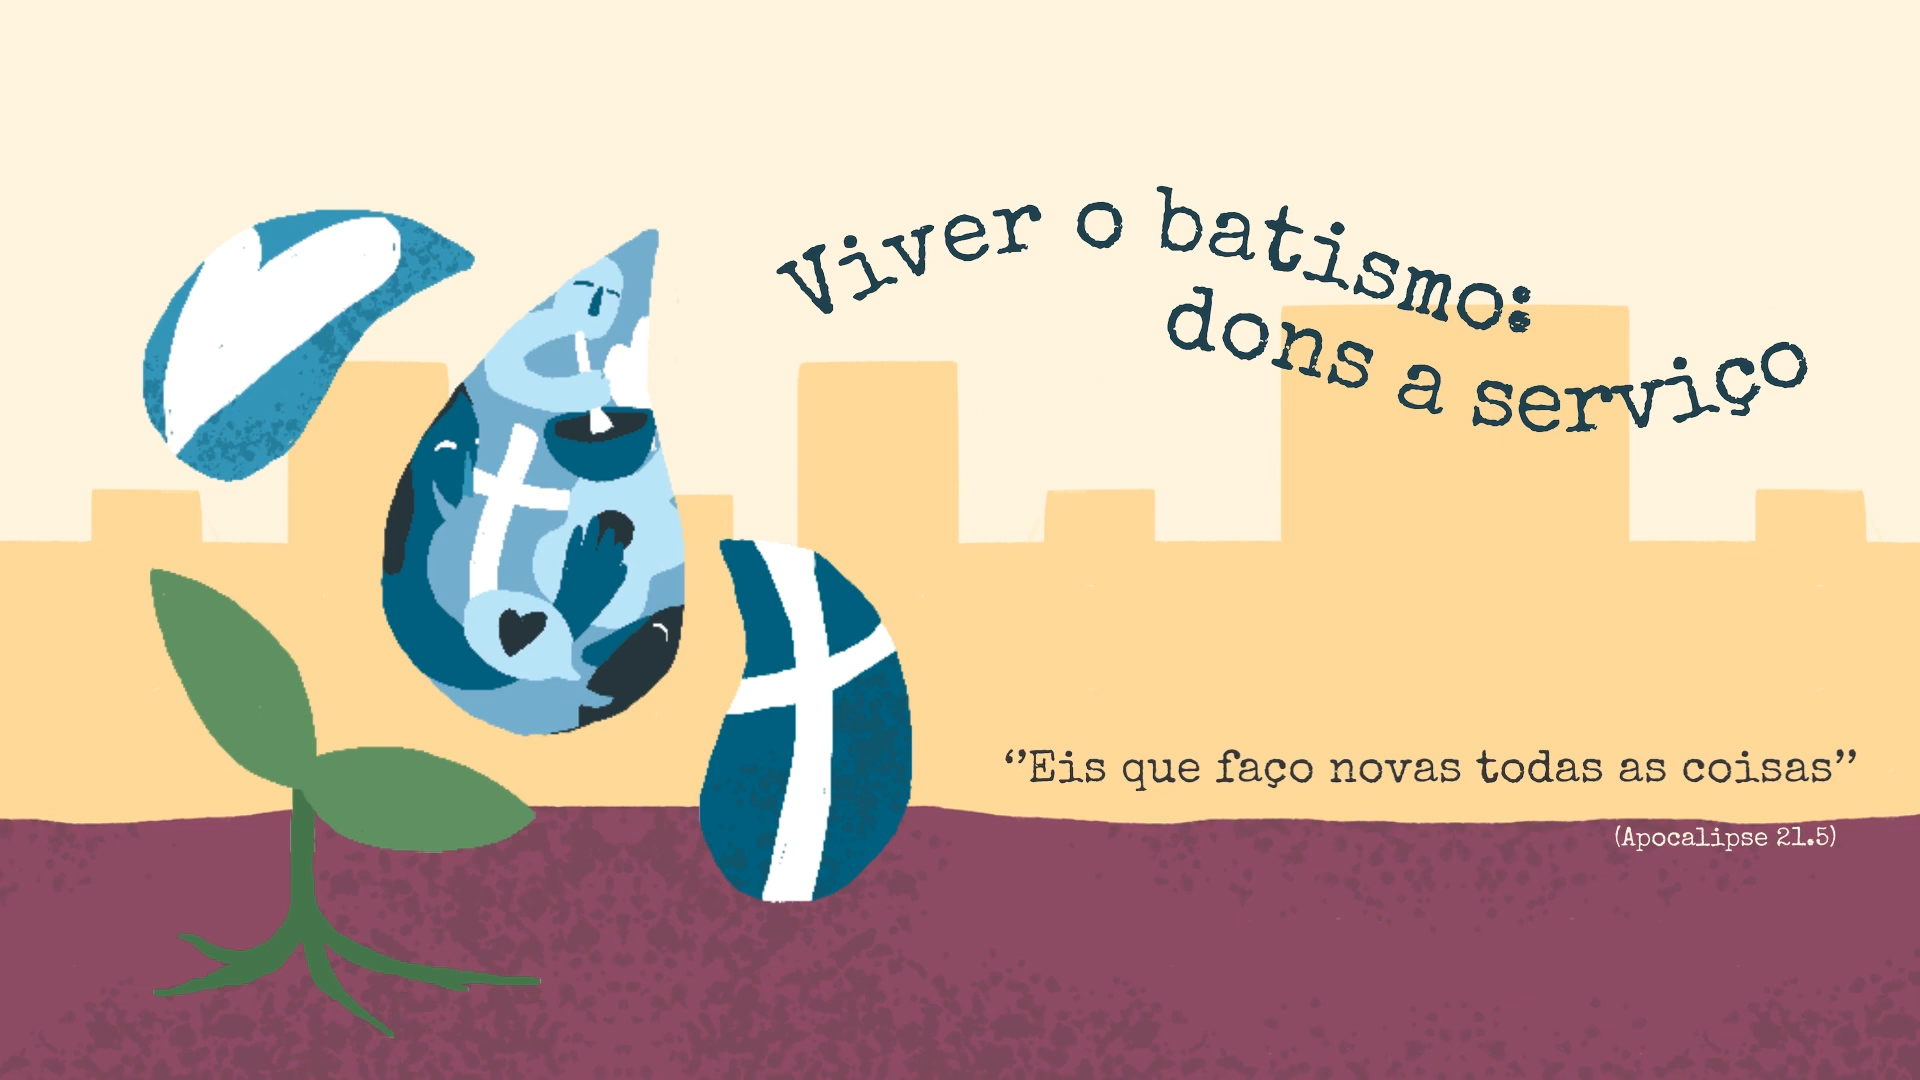 Viver o batismo:
dons a serviço
‘’Eis que faço novas todas as coisas’’
(Apocalipse 21.5)